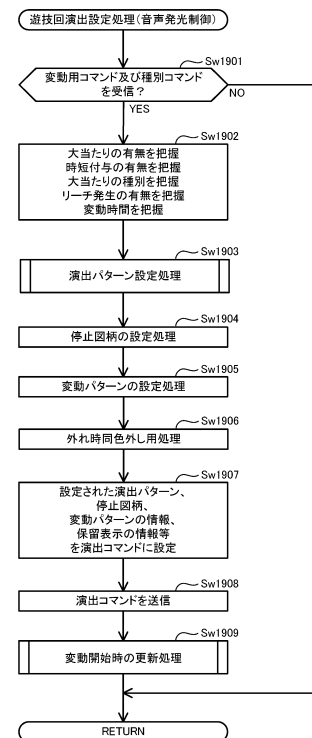 遊技回演出設定処理(音声発光制御)
Sw1901
変動用コマンド及び種別コマンド
を受信?
NO
YES
Sw1902
大当たりの有無を把握
時短付与の有無を把握
大当たりの種別を把握
リーチ発生の有無を把握
変動時間を把握
Sw1903
演出パターン設定処理
Sw1904
停止図柄の設定処理
Sw1905
変動パターンの設定処理
Sw1906
外れ時同色外し用処理
Sw1907
設定された演出パターン、
停止図柄、
変動パターンの情報、
保留表示の情報等
を演出コマンドに設定
Sw1908
演出コマンドを送信
Sw1909
変動開始時の更新処理
RETURN